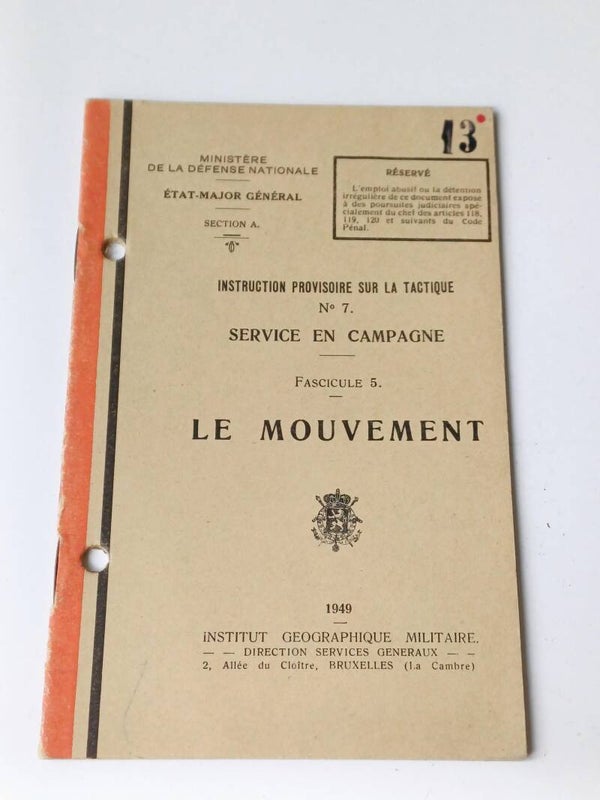 13
MINISTÈRE
DE LA DÉFENSE NATIONALE
ÉTAT-MAJOR GÉNÉRAL
SECTION A.
RÉSERVÉ
L'emploi abusif ou la détention
irrégulière de ce document expose
à des poursuites judiciaires spé-
cialement du chef des articles 118,
119, 120 et suivants du Code
Pénal.
INSTRUCTION PROVISOIRE SUR LA TACTIQUE
No 7.
SERVICE EN CAMPAGNE
FASCICULE 5.
LE MOUVEMENT
1949
INSTITUT GEOGRAPHIQUE MILITAIRE.
— — DIRECTION SERVICES GENERAUX — —
2, Allée du Cloître, BRUXELLES (La Cambre)